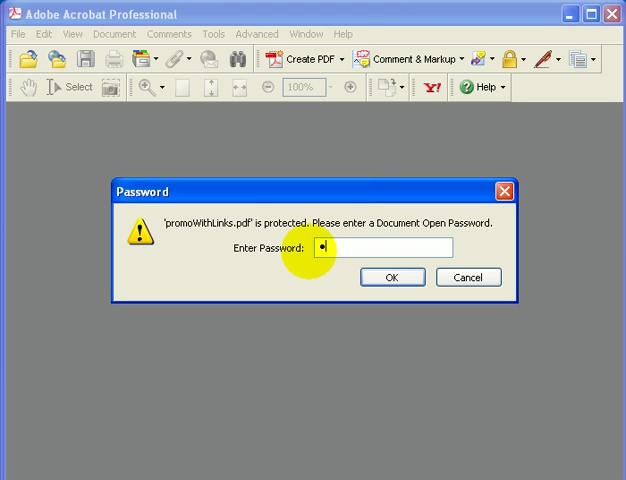 Adobe Acrobat Professional
File Edit View Document Comments Tools Advanced Window Help
Create PDF Comment & Markup
Select 100% Y! Help
Password
'promoWithLinks.pdf' is protected. Please enter a Document Open Password.
Enter Password:
OK Cancel